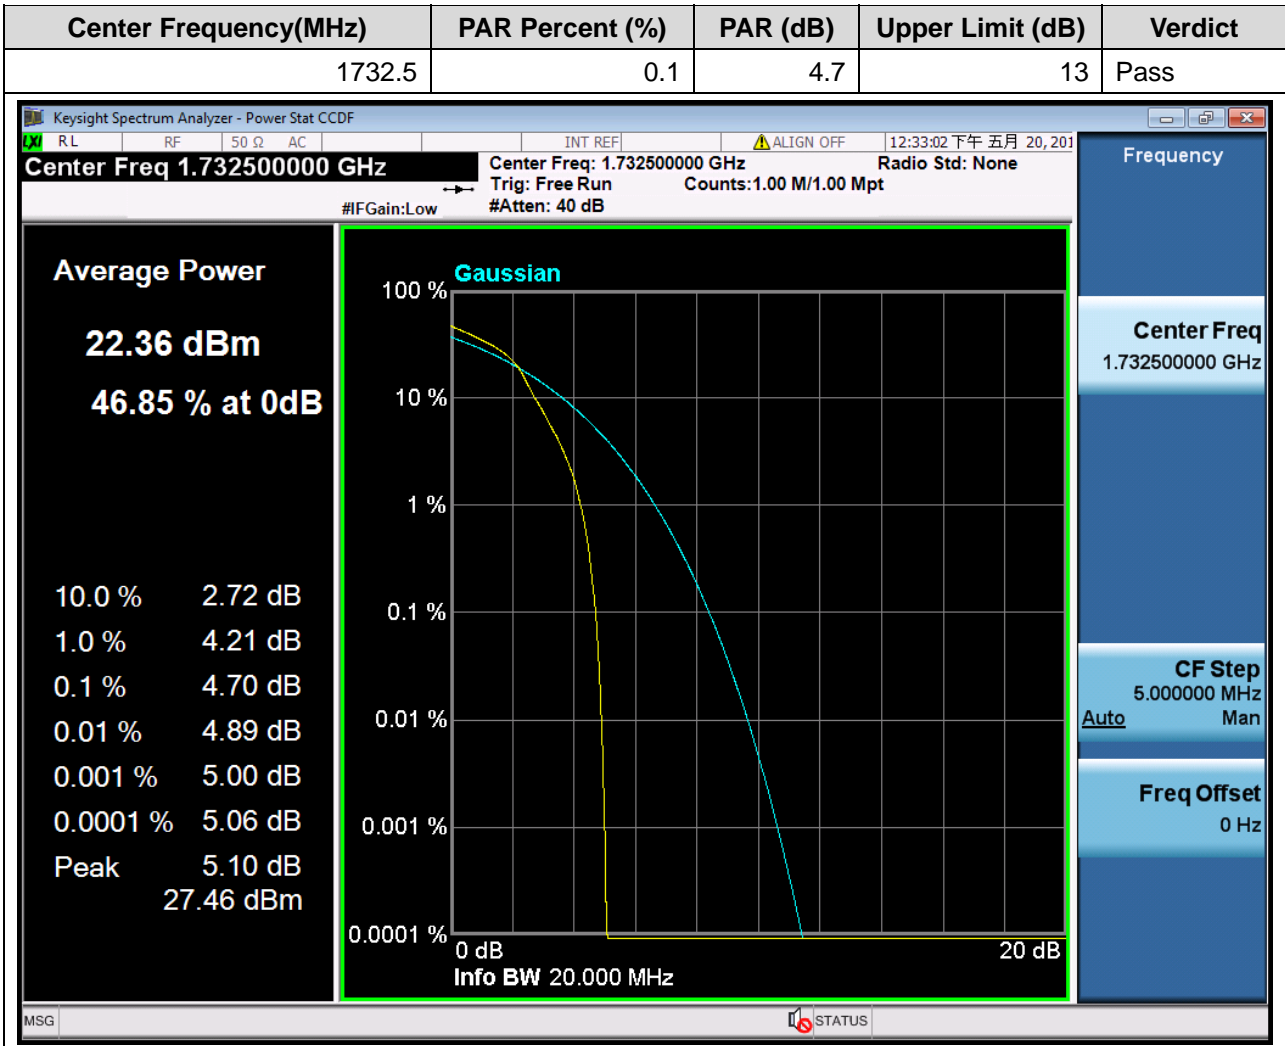 Center Frequency(MHz) PAR Percent (%) PAR (dB) Upper Limit (dB) Verdict
1732.5 0.1 4.7 13 Pass
Keysight Spectrum Analyzer - Power Stat CCDF
LXI RL RF 50 Ω AC INT REF ALIGN OFF 12:33:02 下午 五月 20, 201
Center Freq 1.732500000 GHz
Center Freq: 1.732500000 GHz Radio Std: None
Trig: Free Run Counts:1.00 M/1.00 Mpt
#IFGain:Low #Atten: 40 dB
Frequency
Average Power
22.36 dBm
46.85 % at 0dB
10.0 % 2.72 dB
1.0 % 4.21 dB
0.1 % 4.70 dB
0.01 % 4.89 dB
0.001 % 5.00 dB
0.0001 % 5.06 dB
Peak 5.10 dB
27.46 dBm
Gaussian
100 %
10 %
1 %
0.1 %
0.01 %
0.001 %
0.0001 %
0 dB 20 dB
Info BW 20.000 MHz
Center Freq
1.732500000 GHz
CF Step
5.000000 MHz
Auto Man
Freq Offset
0 Hz
MSG STATUS